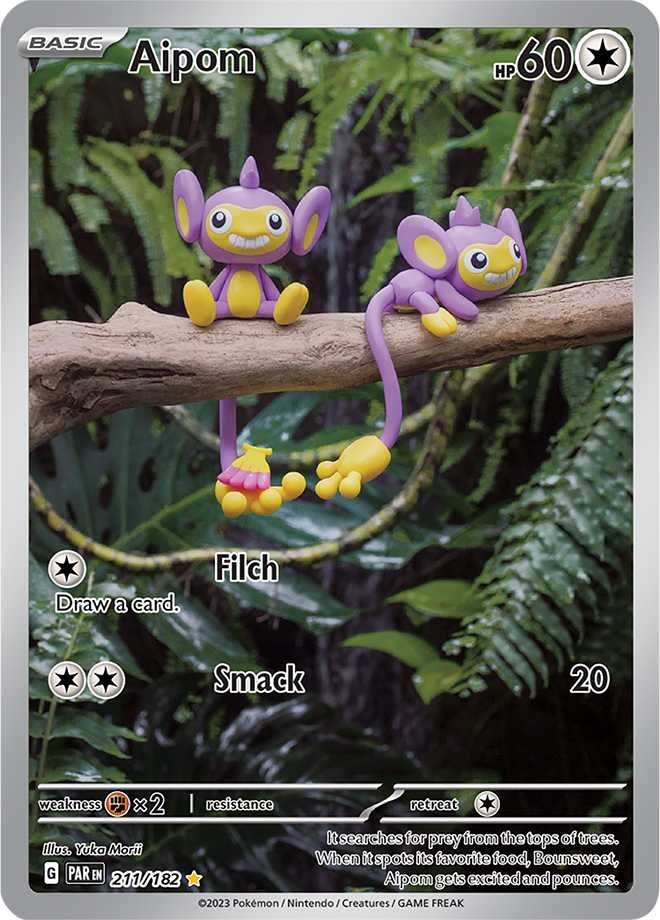 BASIC Aipom HP60
Filch
Draw a card.
Smack 20
weakness ×2 resistance retreat
Illus. Yuka Morii
It searches for prey from the tops of trees.
When it spots its favorite food, Bounsweet,
Aipom gets excited and pounces.
G PAR EN 211/182
©2023 Pokémon / Nintendo / Creatures / GAME FREAK